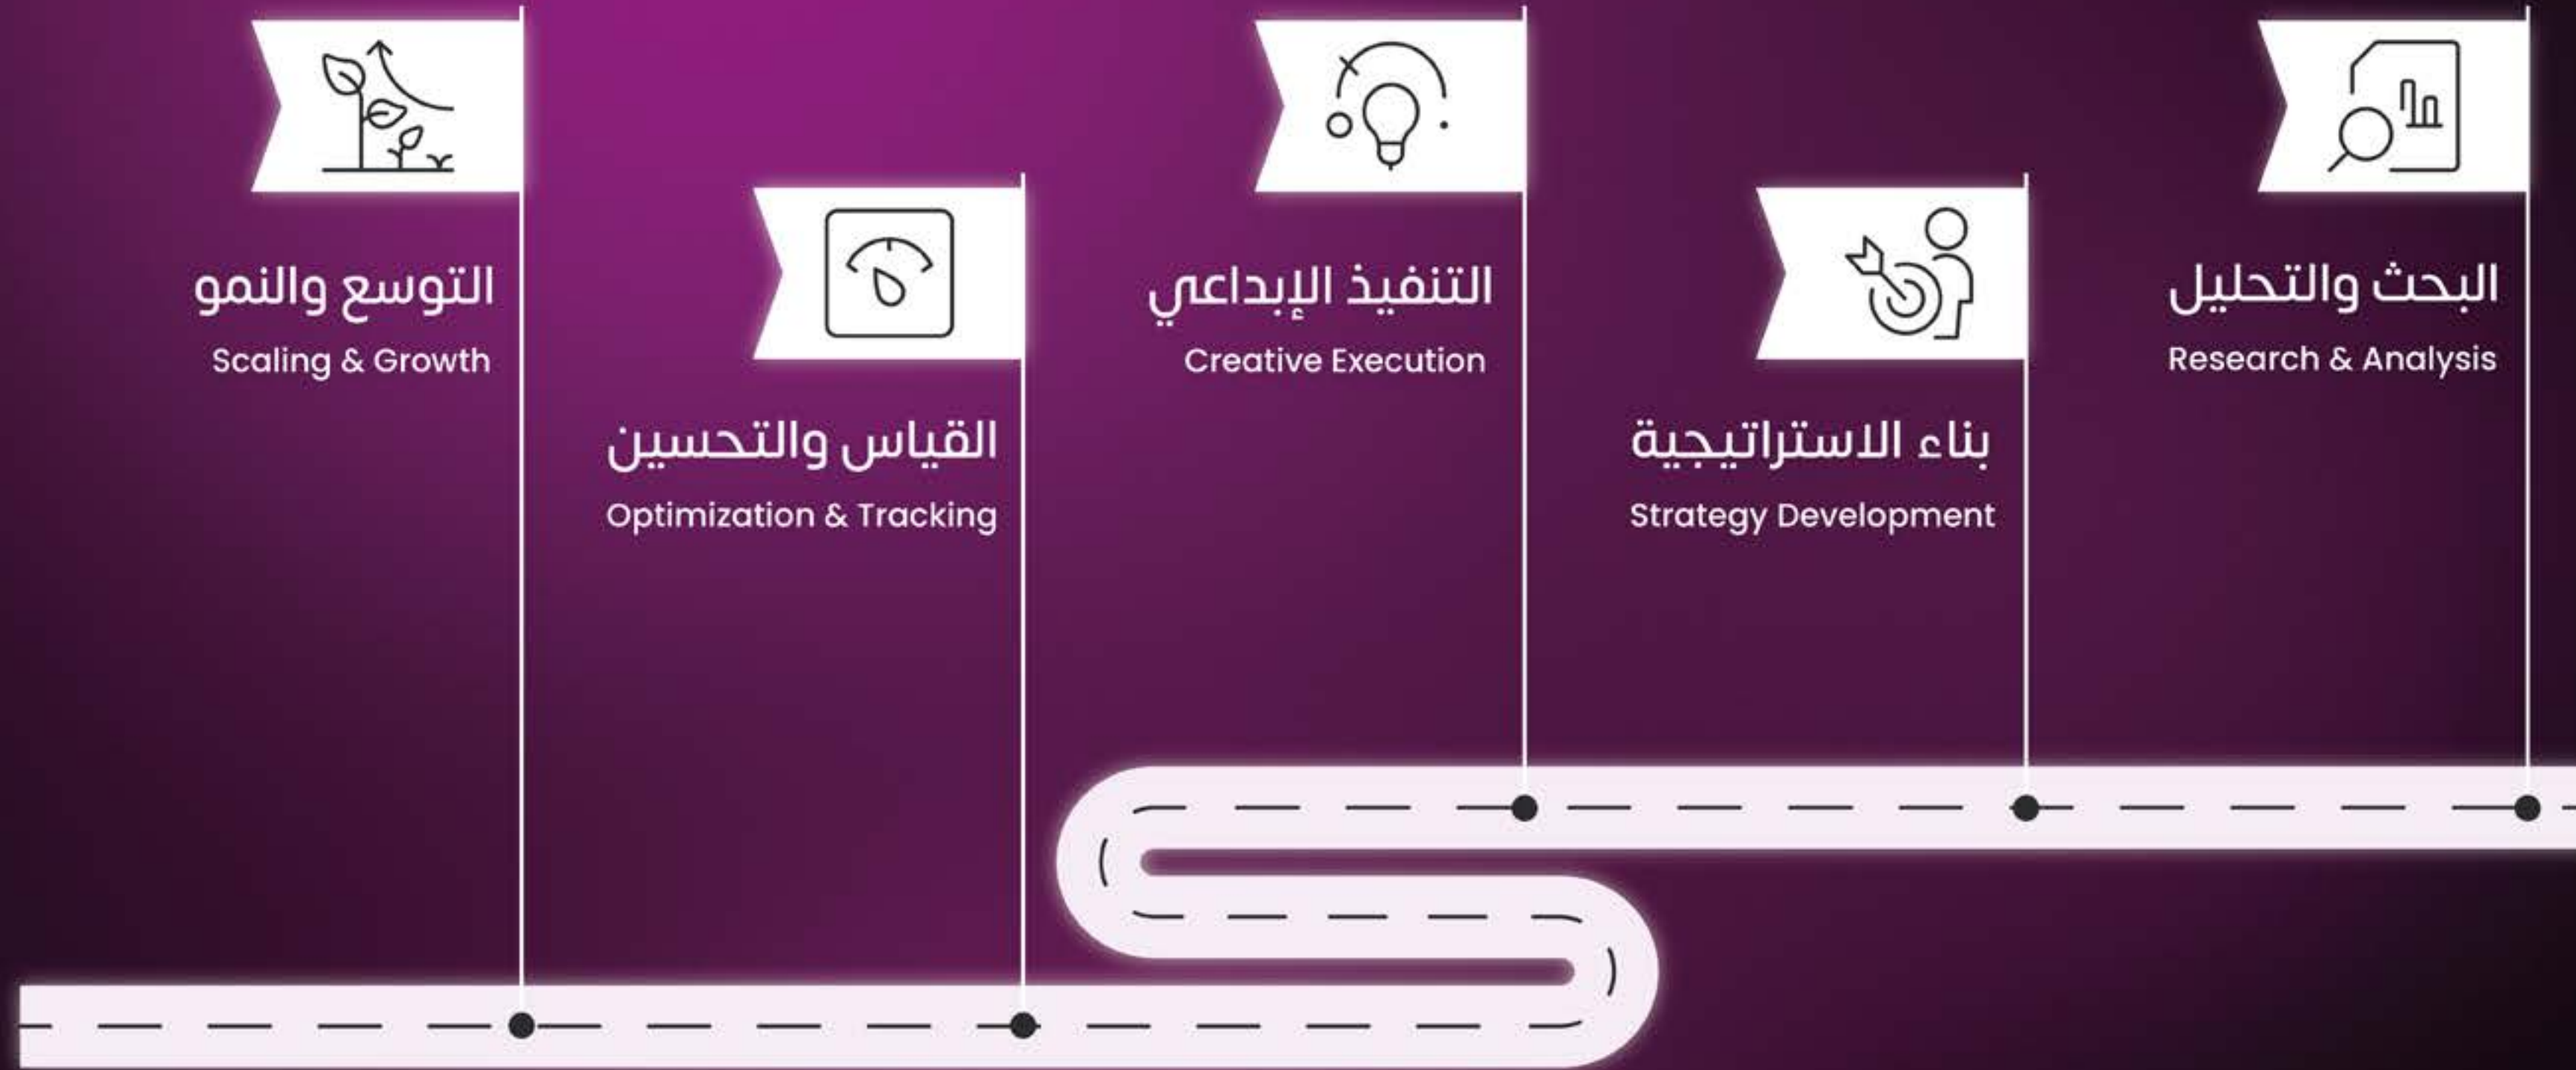 البحث والتحليل
Research & Analysis
بناء الاستراتيجية
Strategy Development
التنفيذ الإبداعي
Creative Execution
القياس والتحسين
Optimization & Tracking
التوسع والنمو
Scaling & Growth